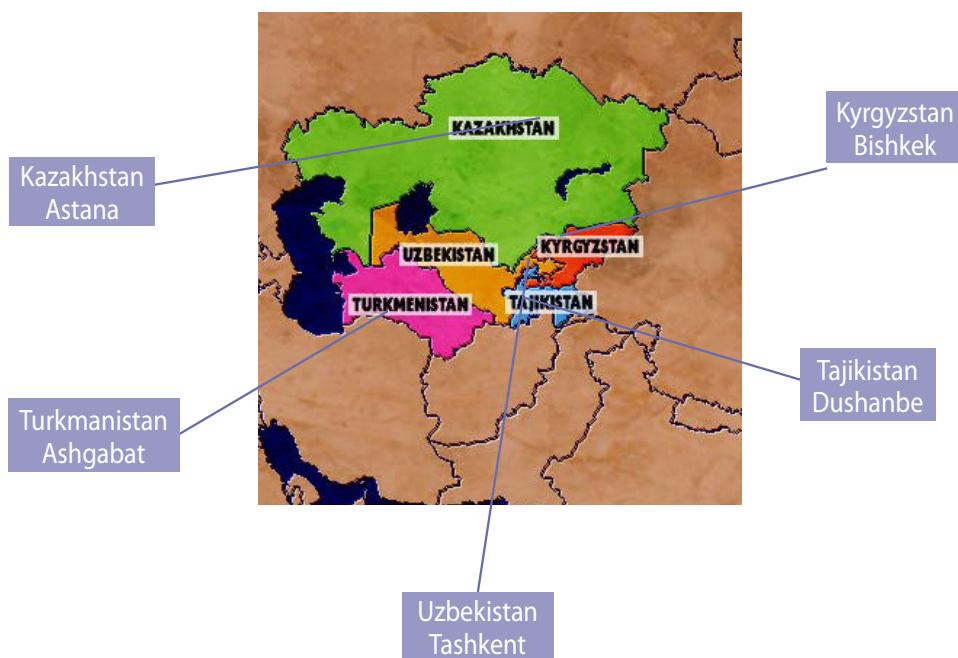 KAZAKHSTAN
Kyrgyzstan
Bishkek
Kazakhstan
Astana
UZBEKISTAN
KYRGYZSTAN
TURKMENISTAN
TAJIKISTAN
Tajikistan
Dushanbe
Turkmanistan
Ashgabat
Uzbekistan
Tashkent